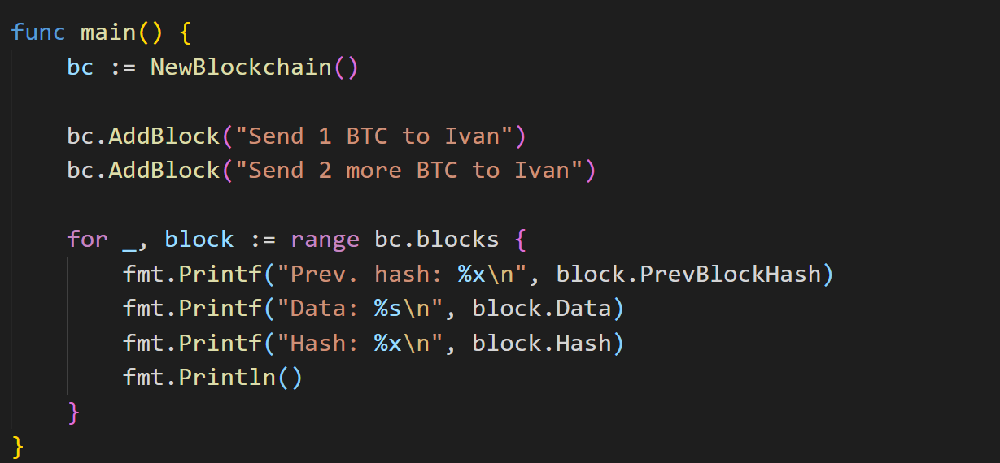 func main() {
    bc := NewBlockchain()

    bc.AddBlock("Send 1 BTC to Ivan")
    bc.AddBlock("Send 2 more BTC to Ivan")

    for _, block := range bc.blocks {
        fmt.Printf("Prev. hash: %x\n", block.PrevBlockHash)
        fmt.Printf("Data: %s\n", block.Data)
        fmt.Printf("Hash: %x\n", block.Hash)
        fmt.Println()
    }
}